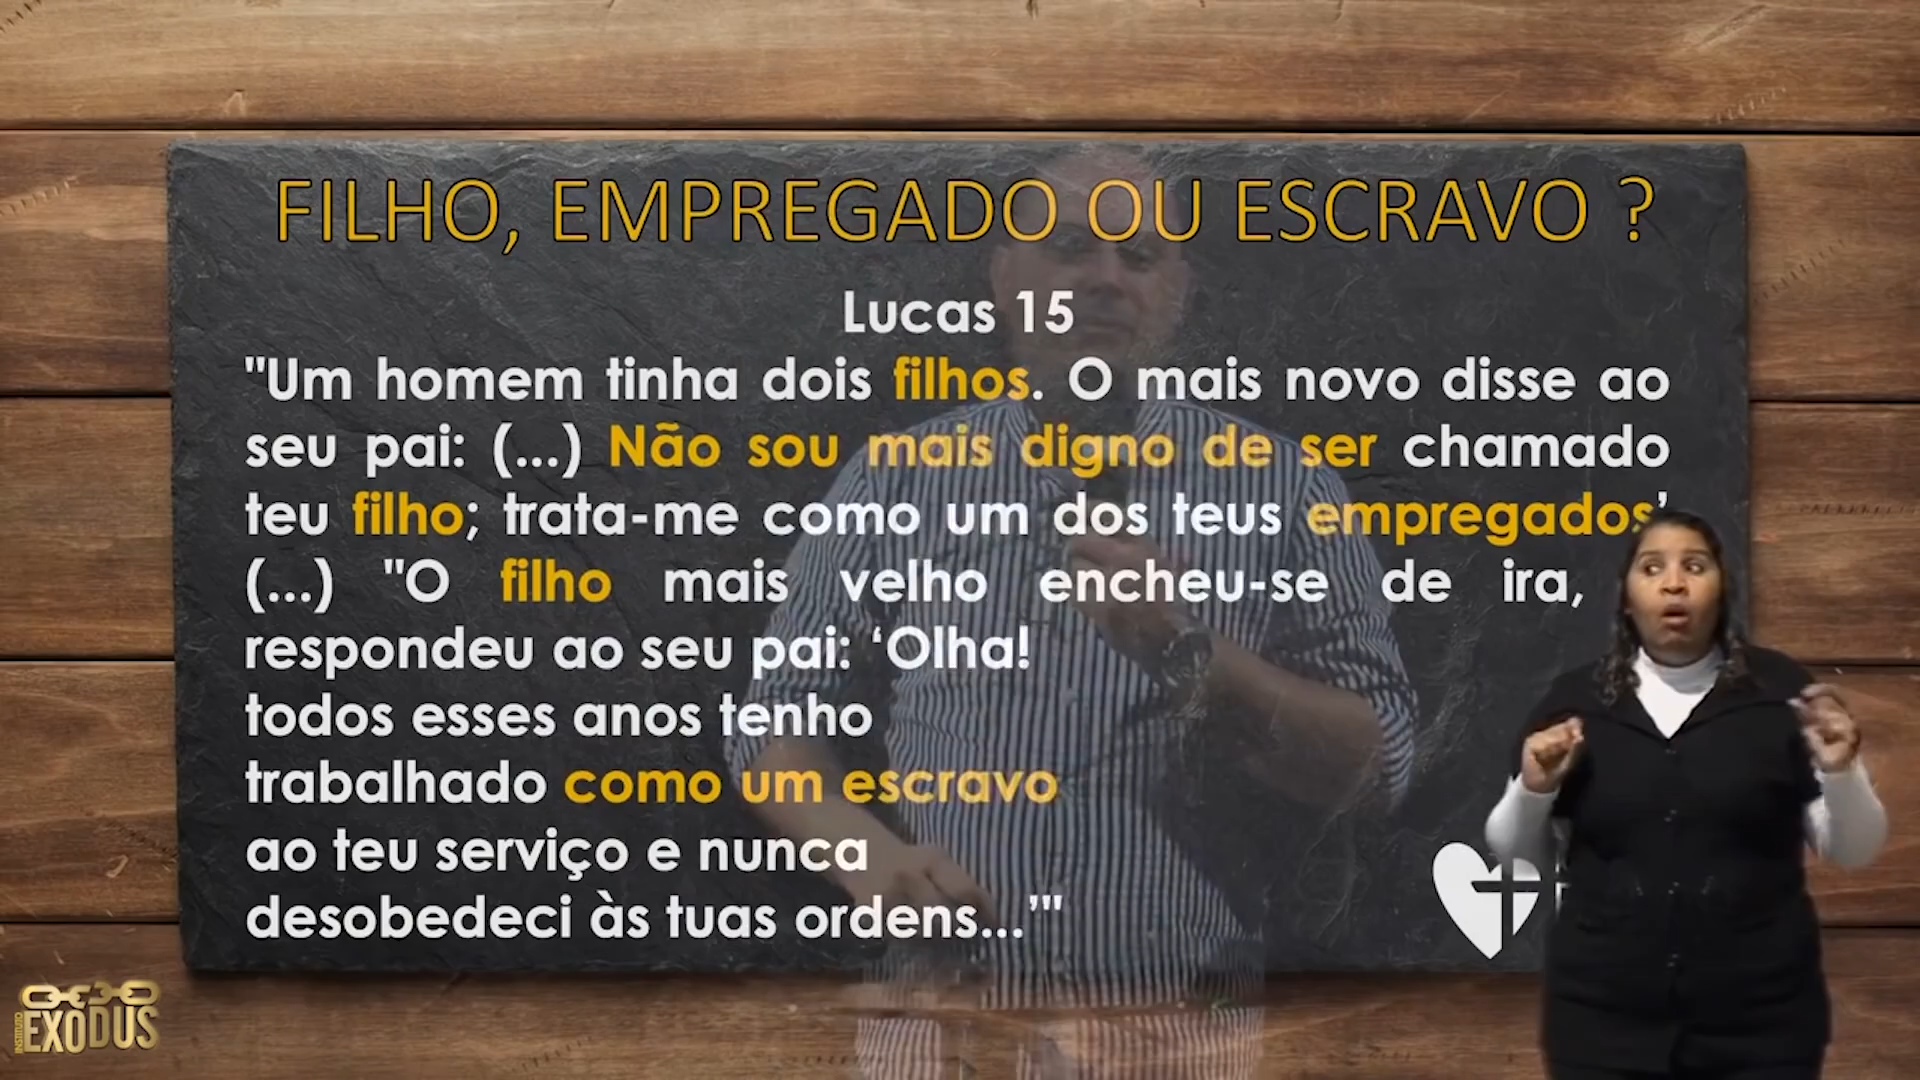 FILHO, EMPREGADO OU ESCRAVO ?
Lucas 15
"Um homem tinha dois filhos. O mais novo disse ao
seu pai: (...) Não sou mais digno de ser chamado
teu filho; trata-me como um dos teus empregados’
(...) "O filho mais velho encheu-se de ira,
respondeu ao seu pai: ‘Olha!
todos esses anos tenho
trabalhado como um escravo
ao teu serviço e nunca
desobedeci às tuas ordens...’"
INSTITUTO
EXODUS